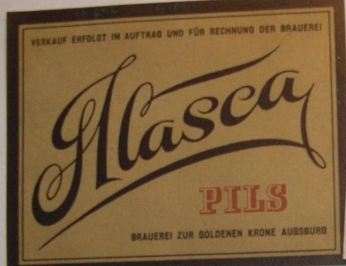 VERKAUF ERFOLGT IM AUFTRAG UND FÜR RECHNUNG DER BRAUEREI
Alasca
PILS
BRAUEREI ZUR GOLDENEN KRONE AUGSBURG